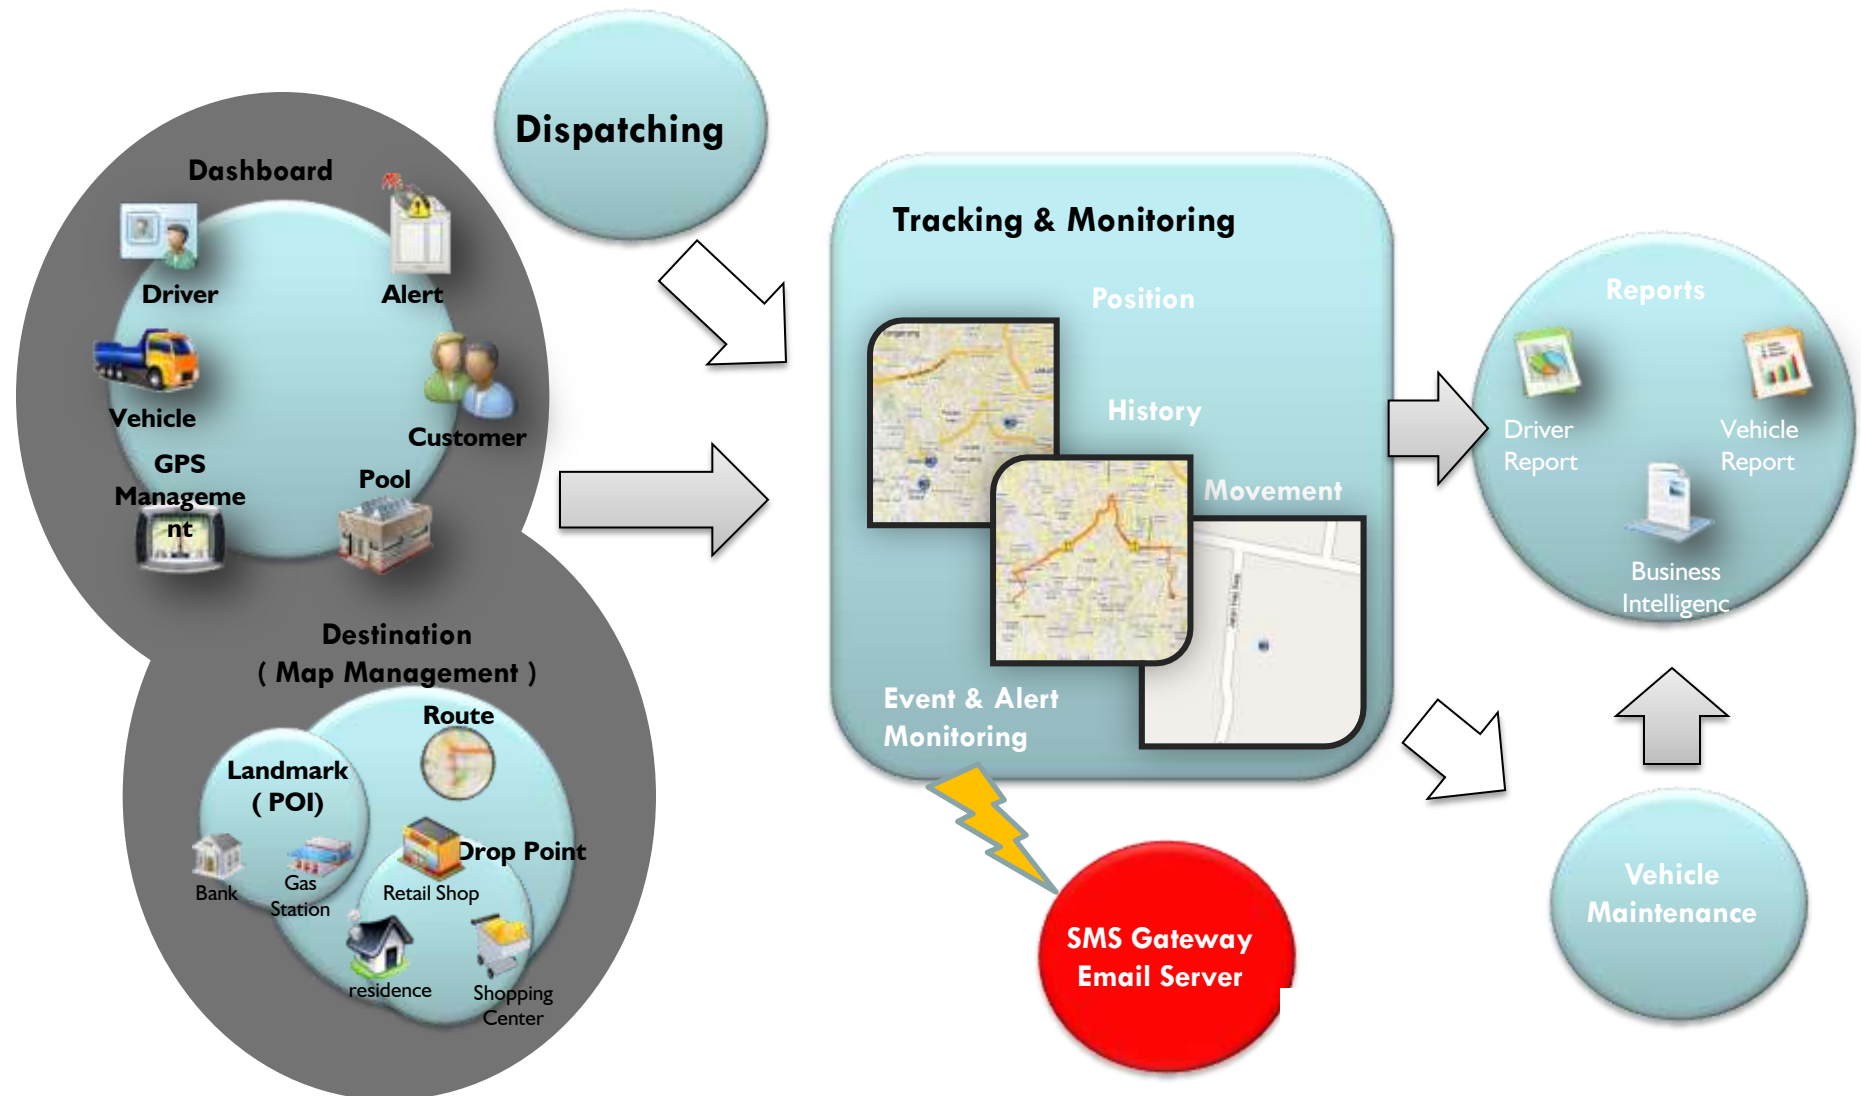 Dispatching
Dashboard
Driver
Alert
Vehicle
Customer
GPS
Manageme
nt
Pool
Destination
( Map Management )
Route
Landmark
( POI)
Bank
Gas
Station
Drop Point
Retail Shop
residence
Shopping
Center
Tracking & Monitoring
Position
History
Movement
Event & Alert
Monitoring
SMS Gateway
Email Server
Reports
Driver
Report
Vehicle
Report
Business
Intelligenc
Vehicle
Maintenance